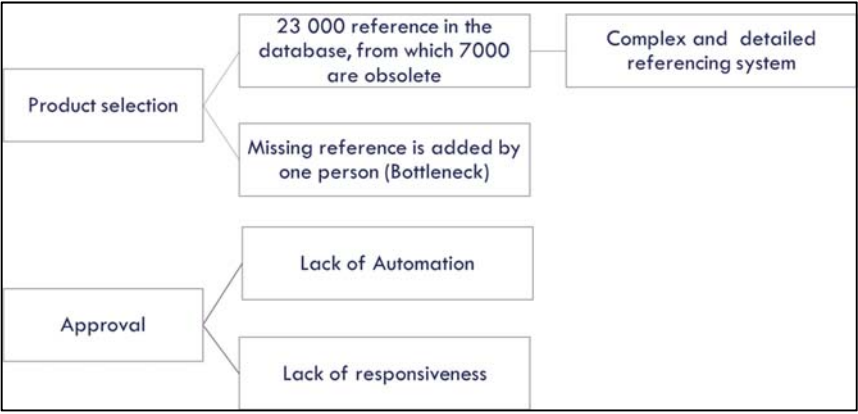 23 000 reference in the
database, from which 7000
are obsolete
Complex and  detailed
referencing system
Product selection
Missing reference is added by
one person (Bottleneck)
Lack of Automation
Approval
Lack of responsiveness